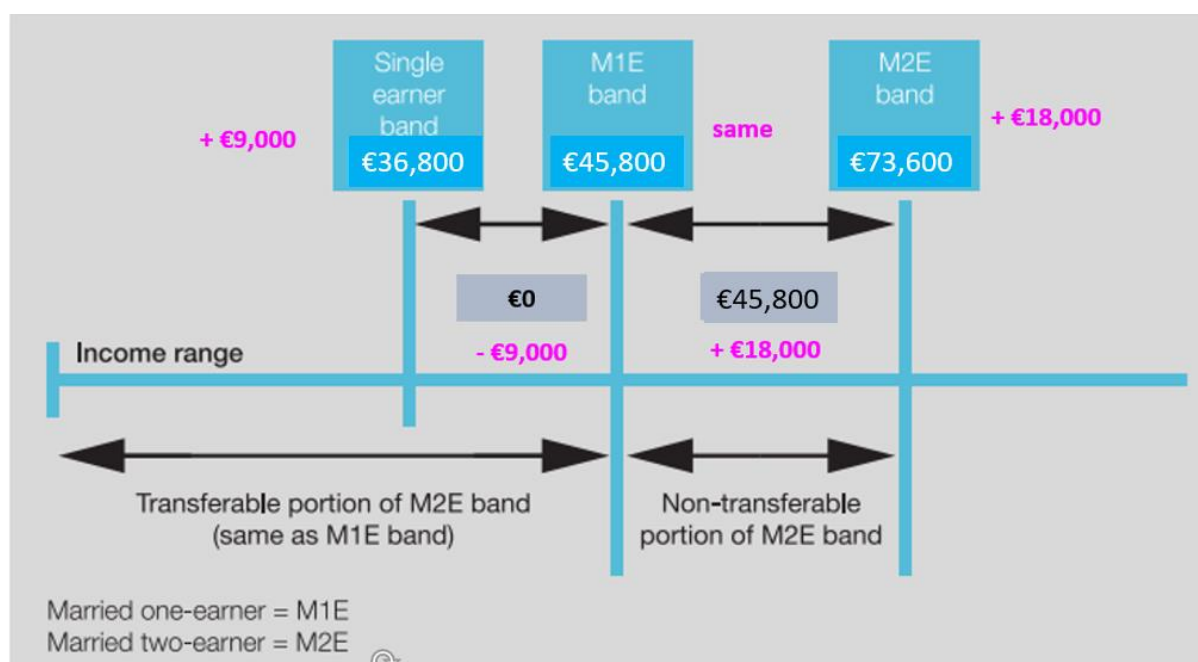 Single
earner
band
€36,800
M1E
band
€45,800
M2E
band
€73,600
+ €9,000
same
+ €18,000
€0
- €9,000
€45,800
+ €18,000
Income range
Transferable portion of M2E band
(same as M1E band)
Non-transferable
portion of M2E band
Married one-earner = M1E
Married two-earner = M2E